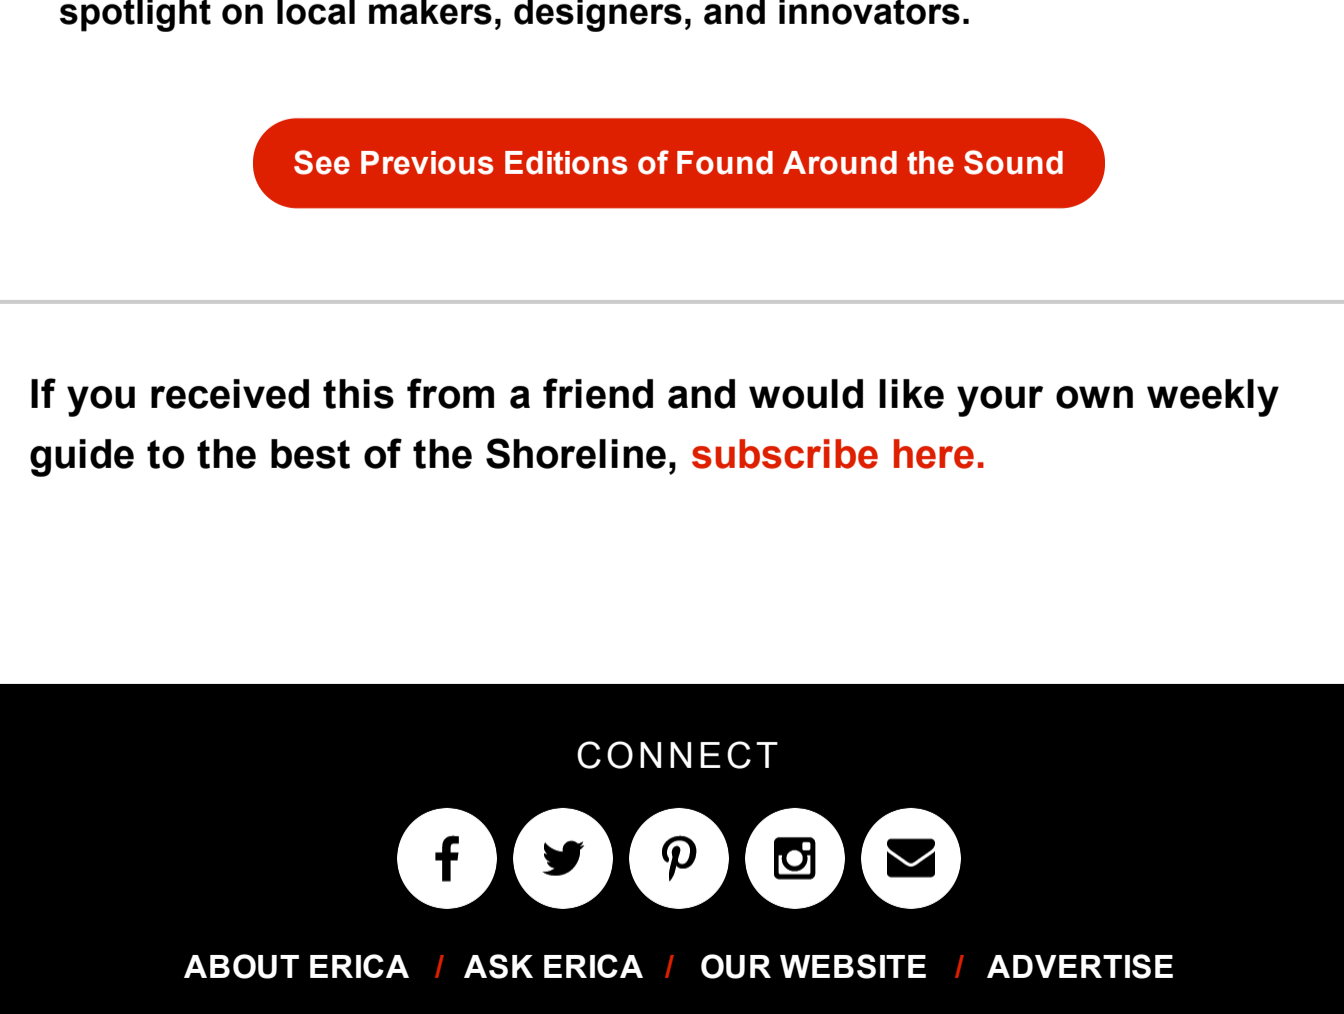 spotlight on local makers, designers, and innovators.
See Previous Editions of Found Around the Sound
If you received this from a friend and would like your own weekly
guide to the best of the Shoreline, subscribe here.
CONNECT
ABOUT ERICA / ASK ERICA / OUR WEBSITE / ADVERTISE